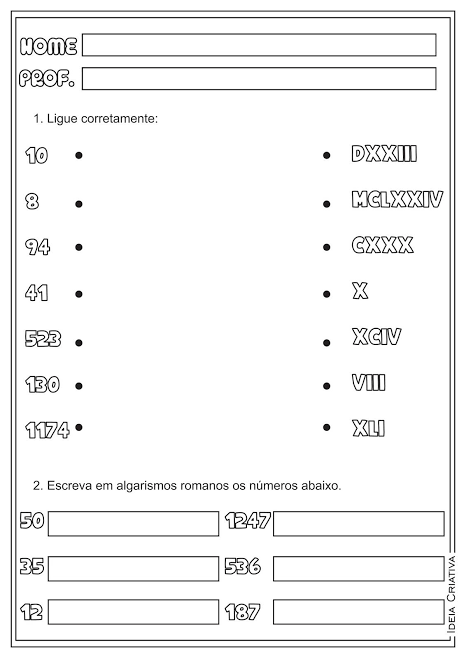 NOME
PROF.
1. Ligue corretamente:
10 DXXIII
8 MCLXXIV
94 CXXX
41 X
523 XCIV
130 VIII
1174 XLI
2. Escreva em algarismos romanos os números abaixo.
50 1247
35 536
12 187
IDEIA CRIATIVA